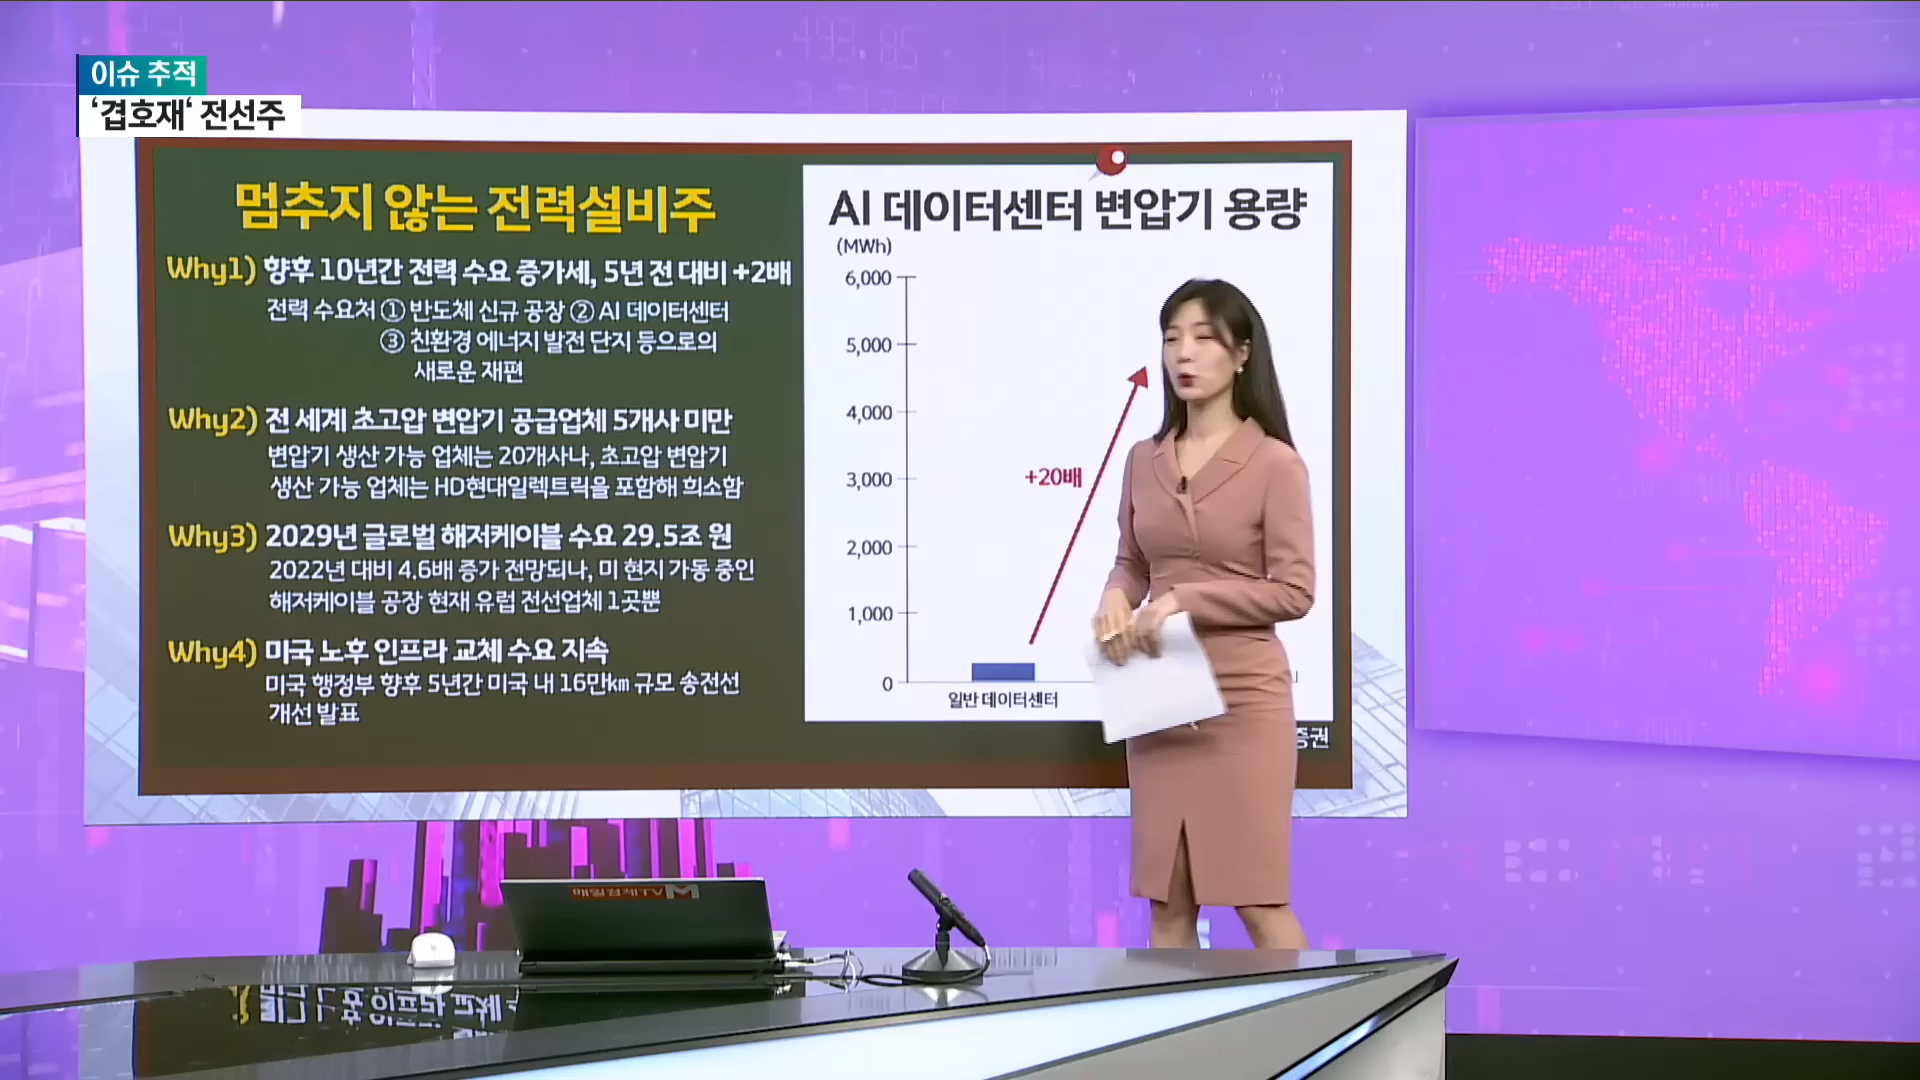 이슈 추적
‘겹호재‘ 전선주
멈추지 않는 전력설비주
Why1) 향후 10년간 전력 수요 증가세, 5년 전 대비 +2배
전력 수요처 ① 반도체 신규 공장 ② AI 데이터센터
③ 친환경 에너지 발전 단지 등으로의
새로운 재편
Why2) 전 세계 초고압 변압기 공급업체 5개사 미만
변압기 생산 가능 업체는 20개사나, 초고압 변압기
생산 가능 업체는 HD현대일렉트릭을 포함해 희소함
Why3) 2029년 글로벌 해저케이블 수요 29.5조 원
2022년 대비 4.6배 증가 전망되나, 미 현지 가동 중인
해저케이블 공장 현재 유럽 전선업체 1곳뿐
Why4) 미국 노후 인프라 교체 수요 지속
미국 행정부 향후 5년간 미국 내 16만㎞ 규모 송전선
개선 발표
AI 데이터센터 변압기 용량
(MWh)
6,000
5,000
4,000
3,000
2,000
1,000
0
+20배
일반 데이터센터
증권
매일경제TV M